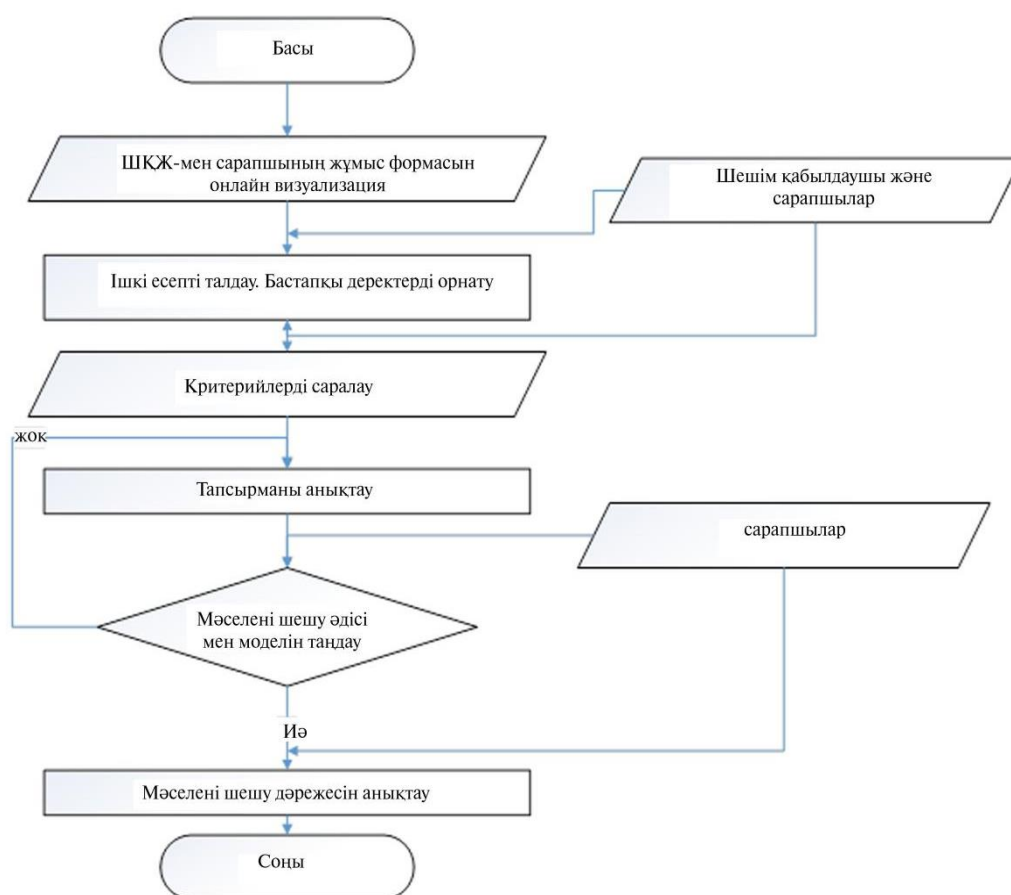 Басы
ШҚЖ-мен сарапшының жұмыс формасын
онлайн визуализация
Шешім қабылдаушы және
сарапшылар
Ішкі есепті талдау. Бастапқы деректерді орнату
Критерийлерді саралау
жоқ
Тапсырманы анықтау
сарапшылар
Мәселені шешу әдісі
мен моделін таңдау
Иә
Мәселені шешу дәрежесін анықтау
Соңы